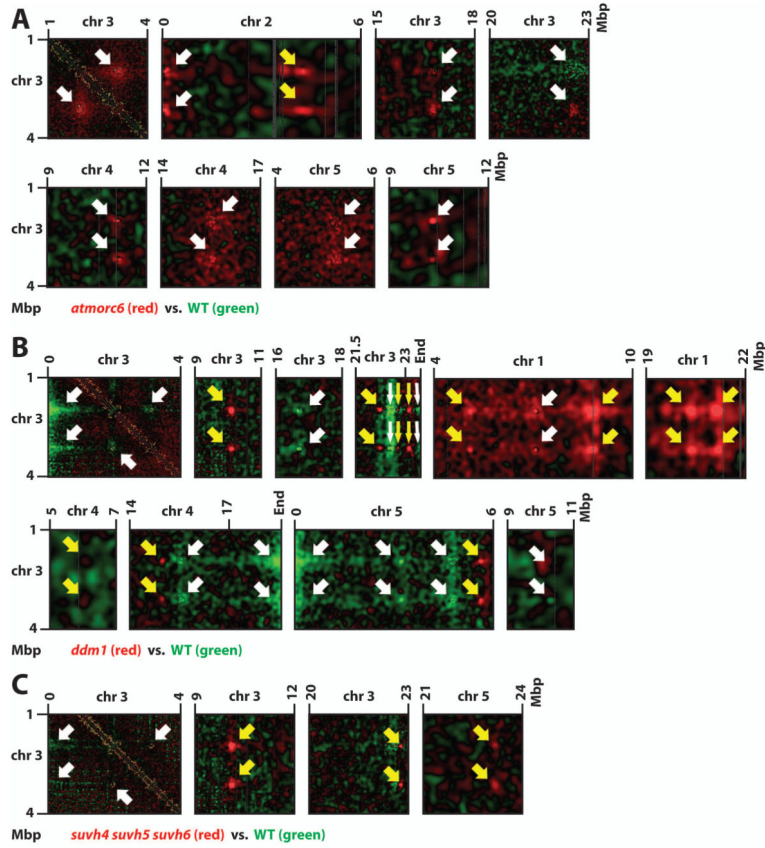 A
chr 3
chr 2
chr 3
chr 3
1 4 0 6 15 18 20 23 Mbp
1
chr 3
4
chr 4
chr 4
chr 5
chr 5
9 12 14 17 4 6 9 12 Mbp
1
chr 3
4
Mbp atmorc6 (red) vs. WT (green)
B
chr 3
chr 3
chr 3
chr 3
chr 1
chr 1
0 4 9 11 16 18 21.5 23 End 4 10 19 22 Mbp
1
chr 3
4
chr 4
chr 4
chr 5
chr 5
5 7 14 17 End 0 6 9 11 Mbp
1
chr 3
4
Mbp ddm1 (red) vs. WT (green)
C
chr 3
chr 3
chr 3
chr 5
0 4 9 12 20 23 21 24 Mbp
1
chr 3
4
Mbp suvh4 suvh5 suvh6 (red) vs. WT (green)